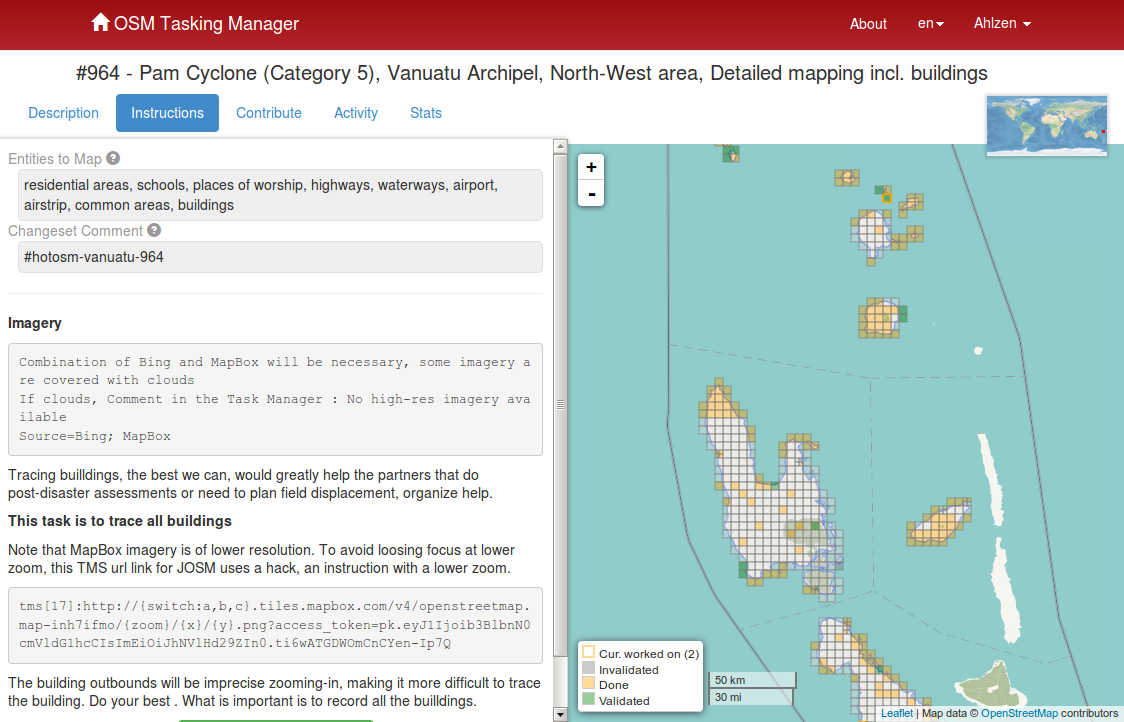 OSM Tasking Manager
About
en
Ahlzen
#964 - Pam Cyclone (Category 5), Vanuatu Archipel, North-West area, Detailed mapping incl. buildings
Description
Instructions
Contribute
Activity
Stats
Entities to Map ?
residential areas, schools, places of worship, highways, waterways, airport,
airstrip, common areas, buildings
Changeset Comment ?
#hotosm-vanuatu-964
Imagery
Combination of Bing and MapBox will be necessary, some imagery a
re covered with clouds
If clouds, Comment in the Task Manager : No high-res imagery ava
ilable
Source=Bing; MapBox
Tracing builldings, the best we can, would greatly help the partners that do
post-disaster assessments or need to plan field displacement, organize help.
This task is to trace all buildings
Note that MapBox imagery is of lower resolution. To avoid loosing focus at lower
zoom, this TMS url link for JOSM uses a hack, an instruction with a lower zoom.
tms[17]:http://{switch:a,b,c}.tiles.mapbox.com/v4/openstreetmap.
map-inh7ifmo/{zoom}/{x}/{y}.png?access_token=pk.eyJ1Ijoib3BlbnN0
cmVldG1hcCIsImEiOiJhNVlHd29ZIn0.ti6wATGDWOmCnCYen-Ip7Q
The building outbounds will be imprecise zooming-in, making it more difficult to trace
the building. Do your best . What is important is to record all the builldings.
+
-
Cur. worked on (2)
Invalidated
Done
Validated
50 km
30 mi
Leaflet | Map data © OpenStreetMap contributors